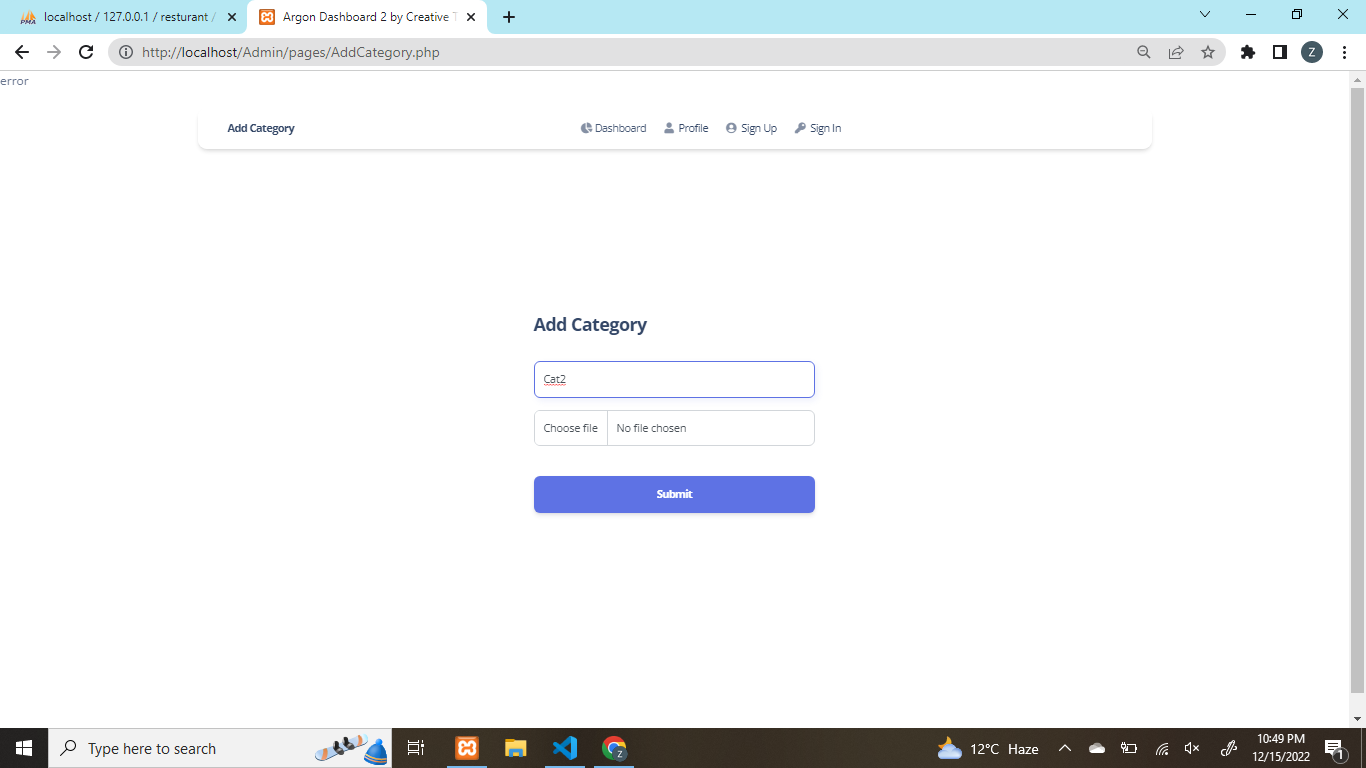 localhost / 127.0.0.1 / resturant /
Argon Dashboard 2 by Creative T
http://localhost/Admin/pages/AddCategory.php
Z
error
Add Category
Dashboard
Profile
Sign Up
Sign In
Add Category
Cat2
Choose file
No file chosen
Submit
Type here to search
Z
12°C Haze
10:49 PM
12/15/2022
1